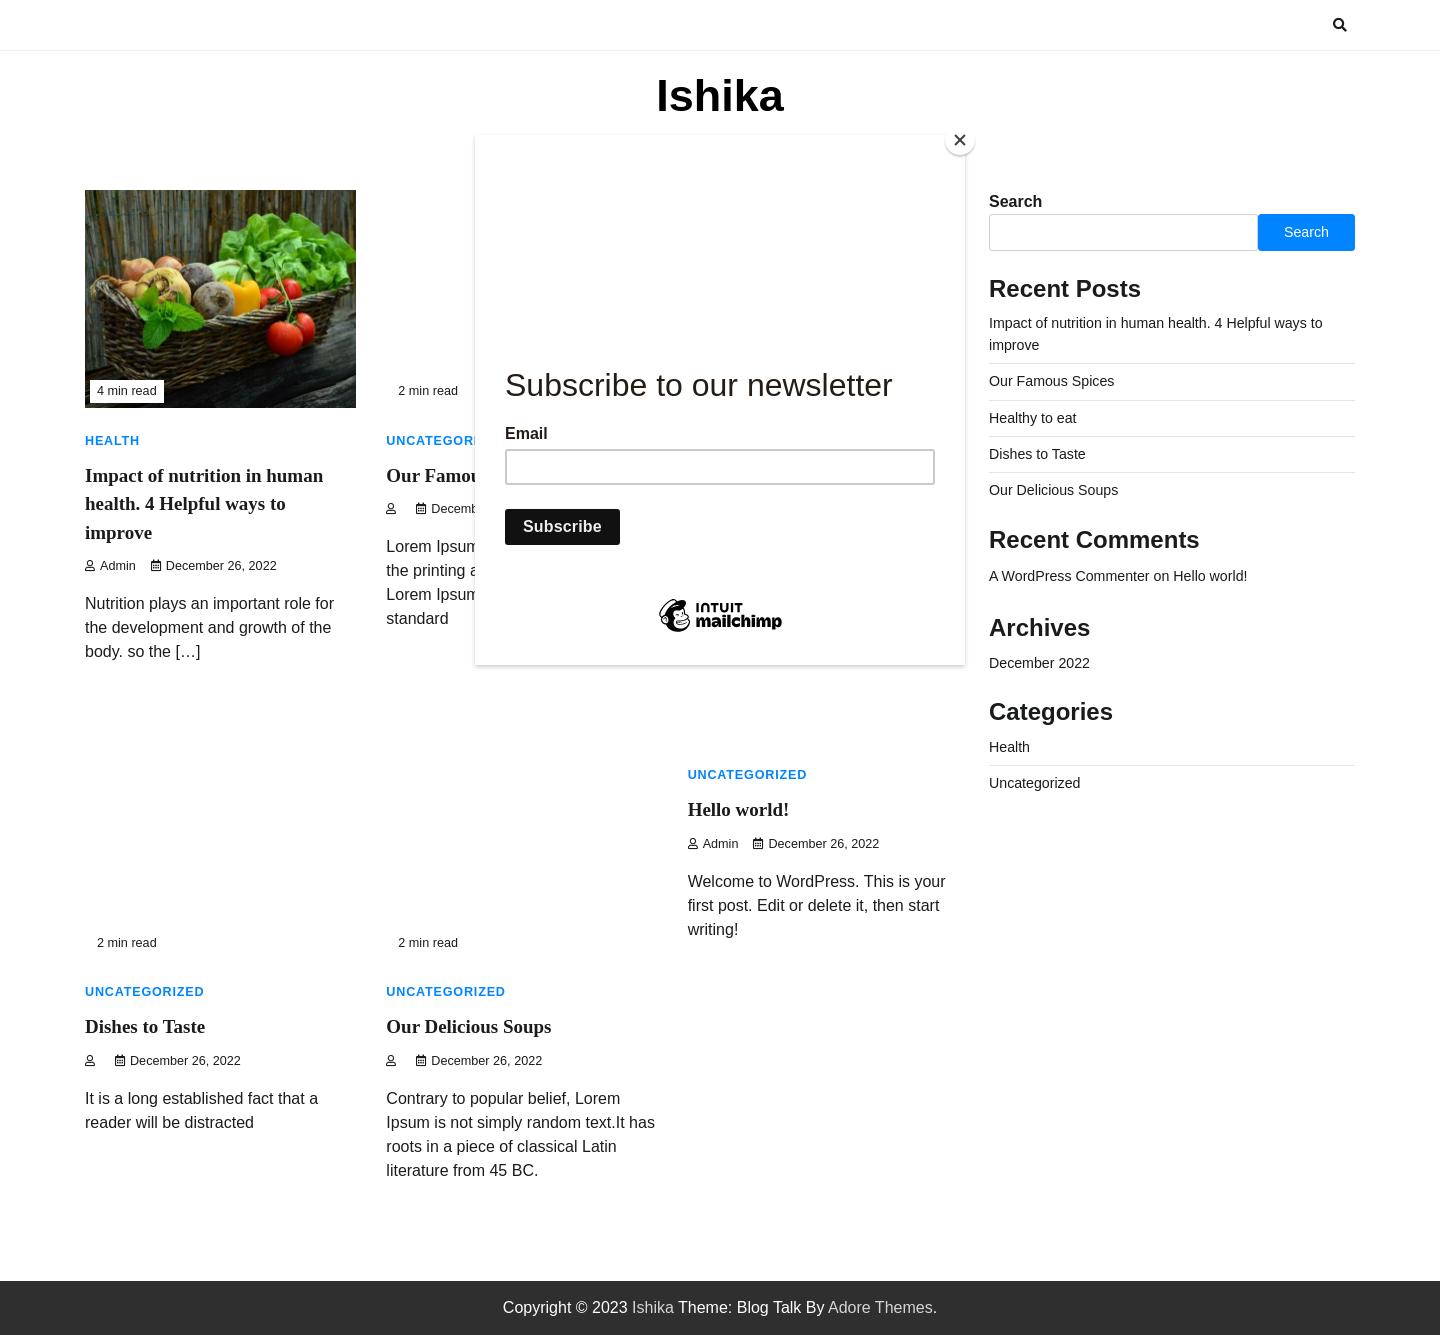 Ishika
4 min read
HEALTH
Impact of nutrition in human
health. 4 Helpful ways to
improve
Admin December 26, 2022
Nutrition plays an important role for
the development and growth of the
body. so the […]
2 min read
Our
Lorem
the printing
Lorem Ipsum
standard
Subscribe to our newsletter
Email
Subscribe
INTUIT
mailchimp
2 min read
UNCATEGORIZED
Dishes to Taste
December 26, 2022
It is a long established fact that a
reader will be distracted
2 min read
UNCATEGORIZED
Our Delicious Soups
December 26, 2022
Contrary to popular belief, Lorem
Ipsum is not simply random text.It has
roots in a piece of classical Latin
literature from 45 BC.
UNCATEGORIZED
Hello world!
Admin December 26, 2022
Welcome to WordPress. This is your
first post. Edit or delete it, then start
writing!
Search
Search
Recent Posts
Impact of nutrition in human health. 4 Helpful ways to
improve
Our Famous Spices
Healthy to eat
Dishes to Taste
Our Delicious Soups
Recent Comments
A WordPress Commenter on Hello world!
Archives
December 2022
Categories
Health
Uncategorized
Copyright © 2023 Ishika Theme: Blog Talk By Adore Themes.